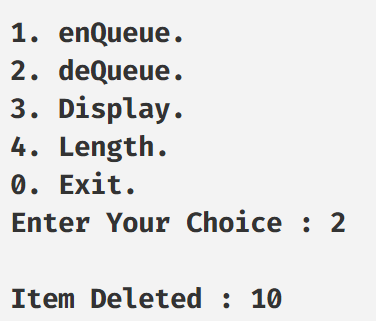 1. enQueue.
2. deQueue.
3. Display.
4. Length.
0. Exit.
Enter Your Choice : 2
Item Deleted : 10